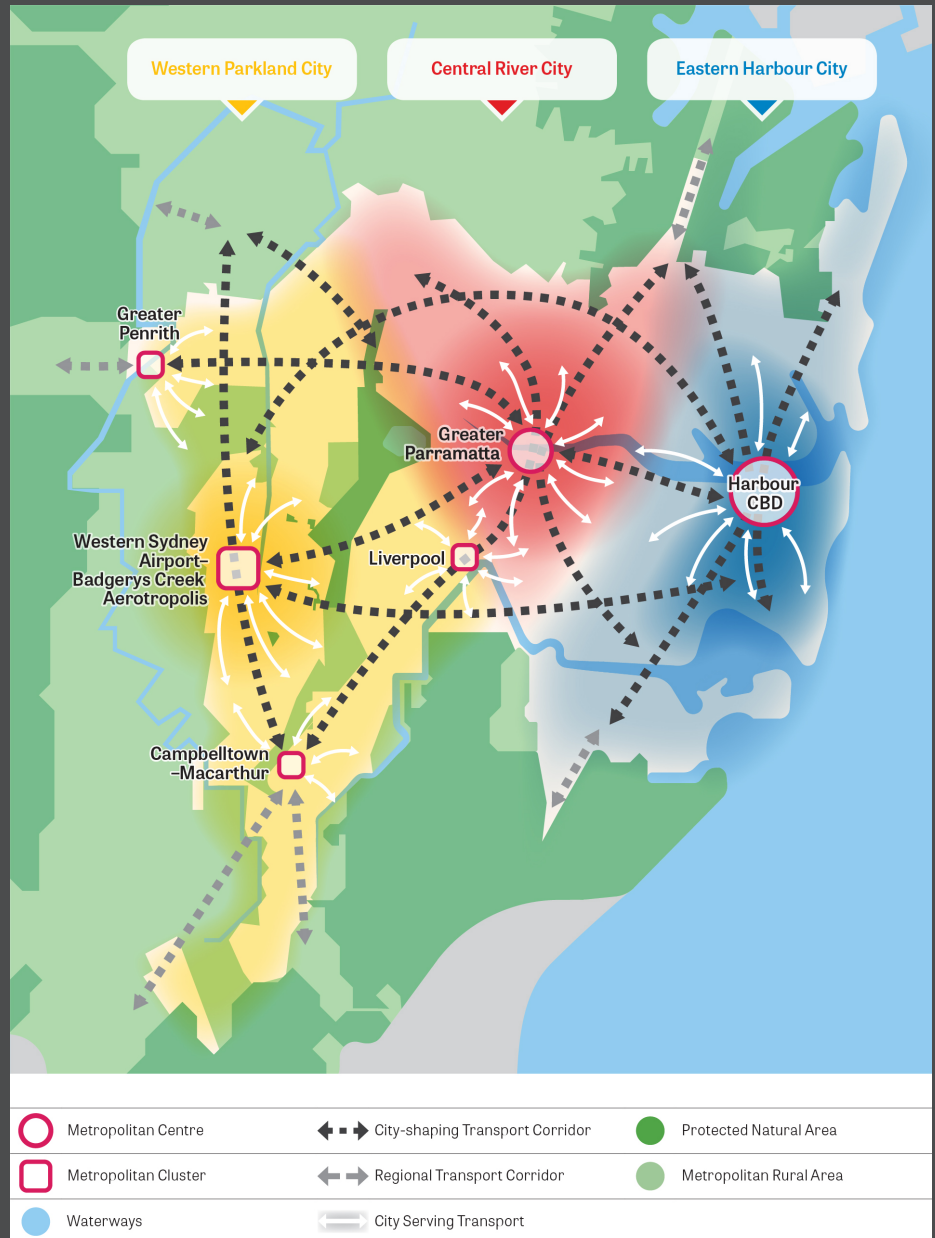 Western Parkland City
Central River City
Eastern Harbour City
Greater
Penrith
Greater
Parramatta
Harbour
CBD
Western Sydney
Airport–
Badgerys Creek
Aerotropolis
Liverpool
Campbelltown
–Macarthur
Metropolitan Centre
City-shaping Transport Corridor
Protected Natural Area
Metropolitan Cluster
Regional Transport Corridor
Metropolitan Rural Area
Waterways
City Serving Transport